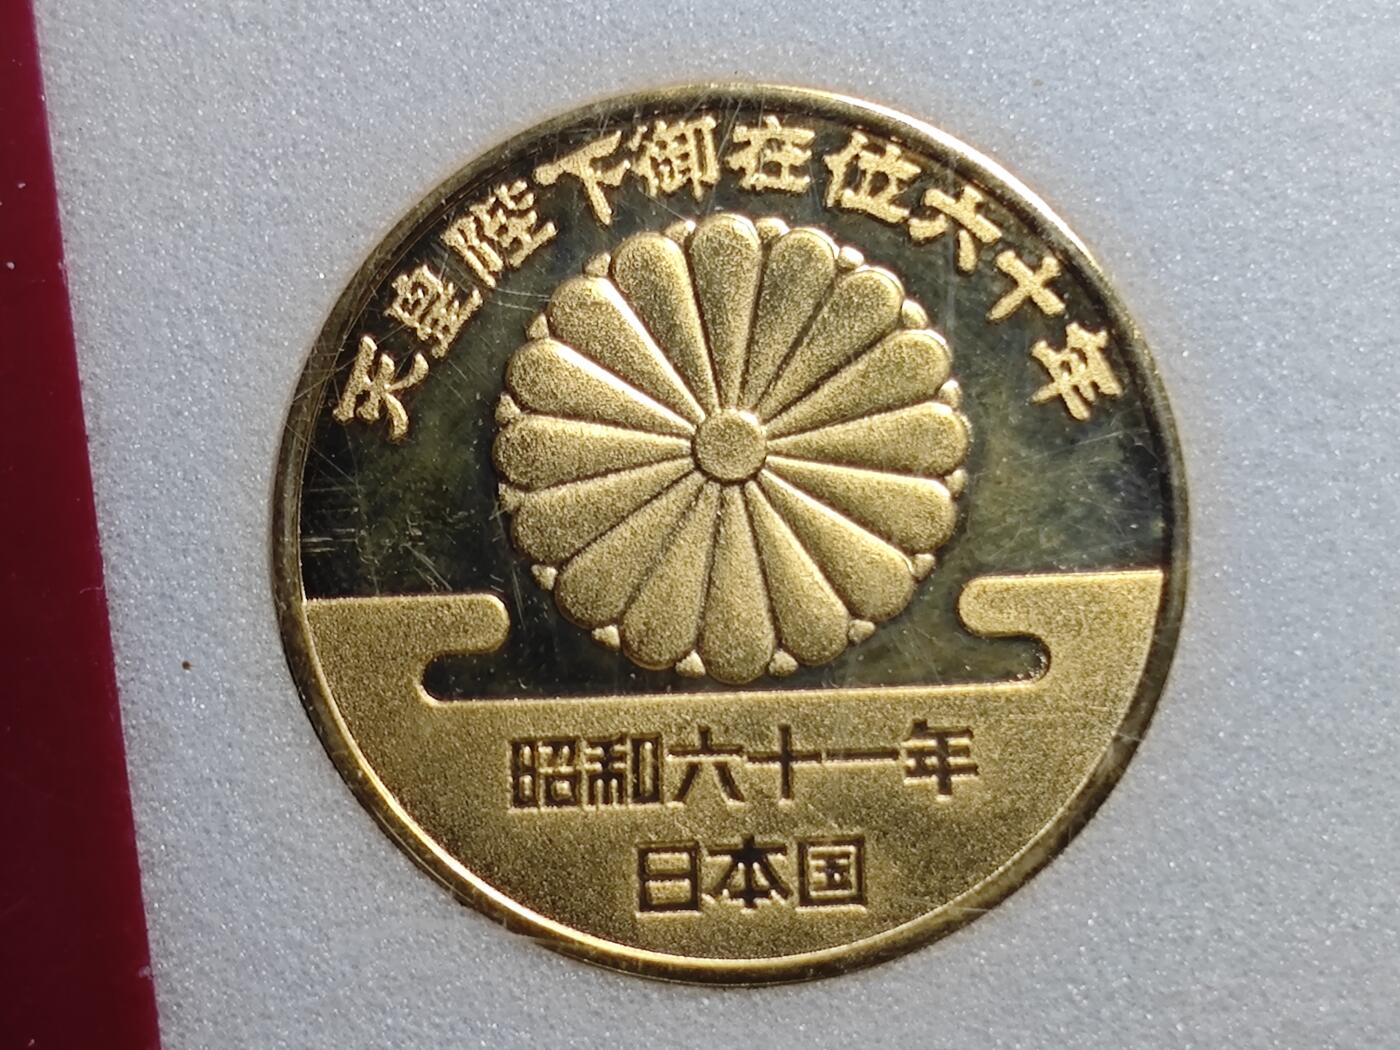 天皇陛下御在位六十年
昭和六十一年
日本国